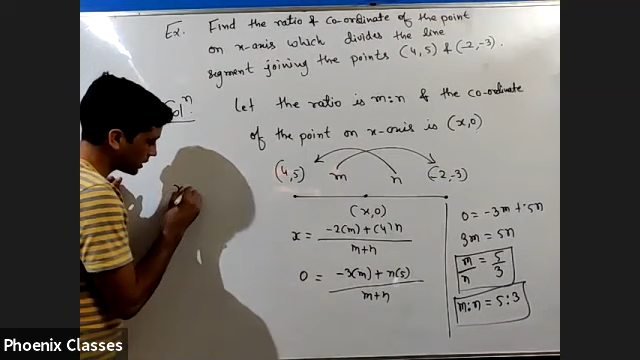 Ex. Find the ratio & co-ordinate of the point
on x-axis which divides the line
segment joining the points (4,5) & (-2,-3).
Solⁿ Let the ratio is m:n & the co-ordinate
of the point on x-axis is (x,0)
(4,5) m n (-2,-3)
(x,0)
x = -2(m)+(4)n / m+n
0 = -3(m)+n(5) / m+n
0 = -3m+5n
3m = 5n
m/n = 5/3
m:n = 5:3
x
Phoenix Classes